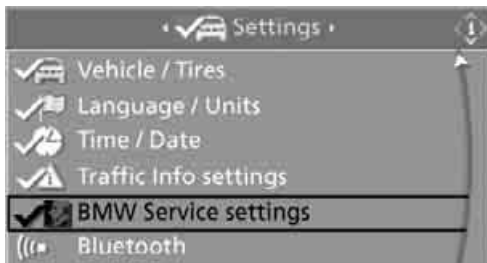 Settings
Vehicle / Tires
Language / Units
Time / Date
Traffic Info settings
BMW Service settings
Bluetooth